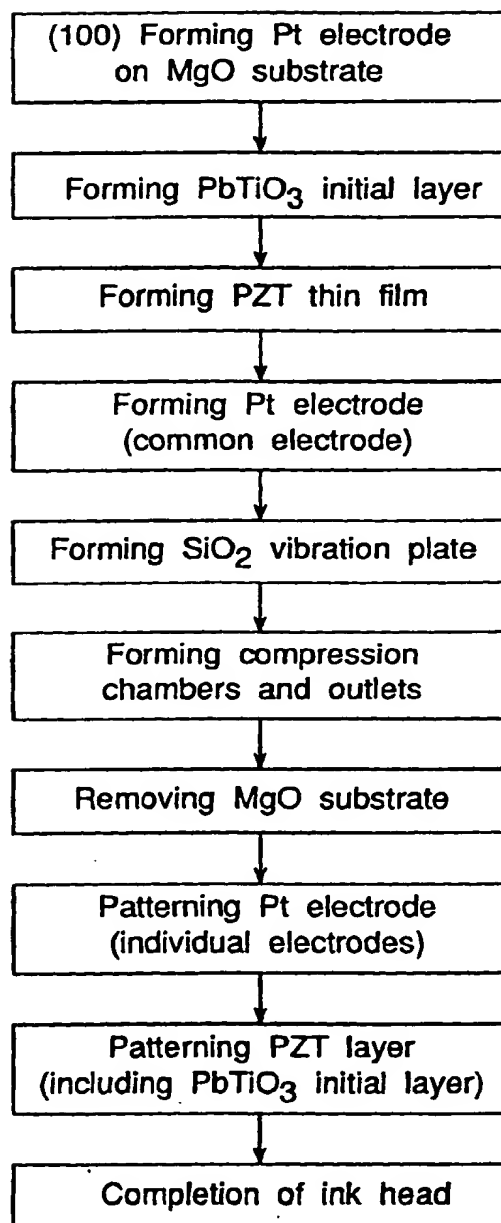 (100) Forming Pt electrode
on MgO substrate
Forming PbTiO3 initial layer
Forming PZT thin film
Forming Pt electrode
(common electrode)
Forming SiO2 vibration plate
Forming compression
chambers and outlets
Removing MgO substrate
Patterning Pt electrode
(individual electrodes)
Patterning PZT layer
(including PbTiO3 initial layer)
Completion of ink head